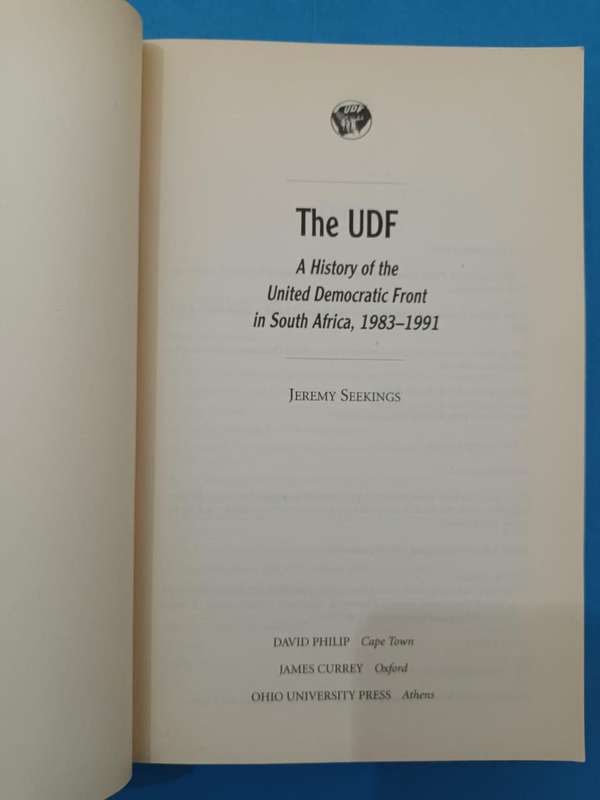 UDF
The UDF
A History of the
United Democratic Front
in South Africa, 1983–1991
JEREMY SEEKINGS
DAVID PHILIP Cape Town
JAMES CURREY Oxford
OHIO UNIVERSITY PRESS Athens